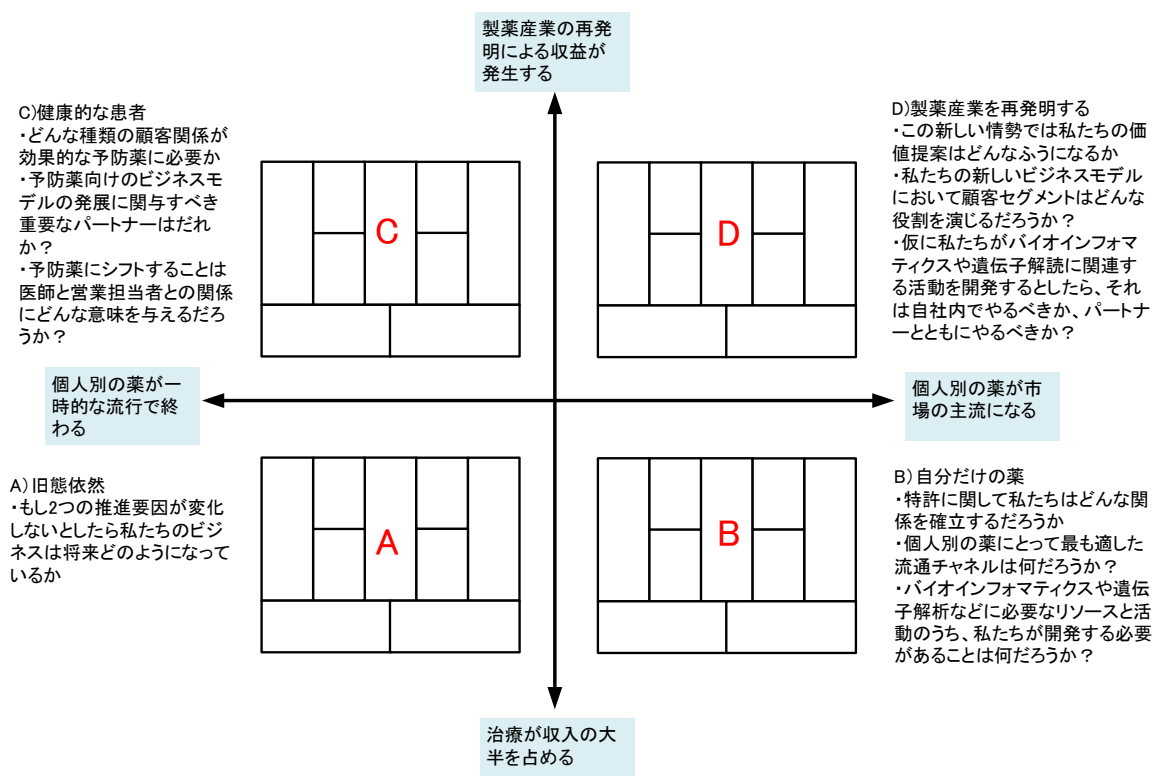 製薬産業の再発
明による収益が
発生する
C)健康的な患者
・どんな種類の顧客関係が
効果的な予防薬に必要か
・予防薬向けのビジネスモ
デルの発展に関与すべき
重要なパートナーはだれ
か？
・予防薬にシフトすることは
医師と営業担当者との関係
にどんな意味を与えるだろ
うか？
C
D
D)製薬産業を再発明する
・この新しい情勢では私たちの価
値提案はどんなふうになるか
・私たちの新しいビジネスモデル
において顧客セグメントはどんな
役割を演じるだろうか？
・仮に私たちがバイオインフォマ
ティクスや遺伝子解読に関連す
る活動を開発するとしたら、それ
は自社内でやるべきか、パートナ
ーとともにやるべきか？
個人別の薬が一
時的な流行で終
わる
個人別の薬が市
場の主流になる
A)旧態依然
・もし2つの推進要因が変化
しないとしたら私たちのビジ
ネスは将来どのようになって
いるか
A
B
B)自分だけの薬
・特許に関して私たちはどんな関
係を確立するだろうか
・個人別の薬にとって最も適した
流通チャネルは何だろうか？
・バイオインフォマティクスや遺伝
子解析などに必要なリソースと活
動のうち、私たちが開発する必要
があることは何だろうか？
治療が収入の大
半を占める